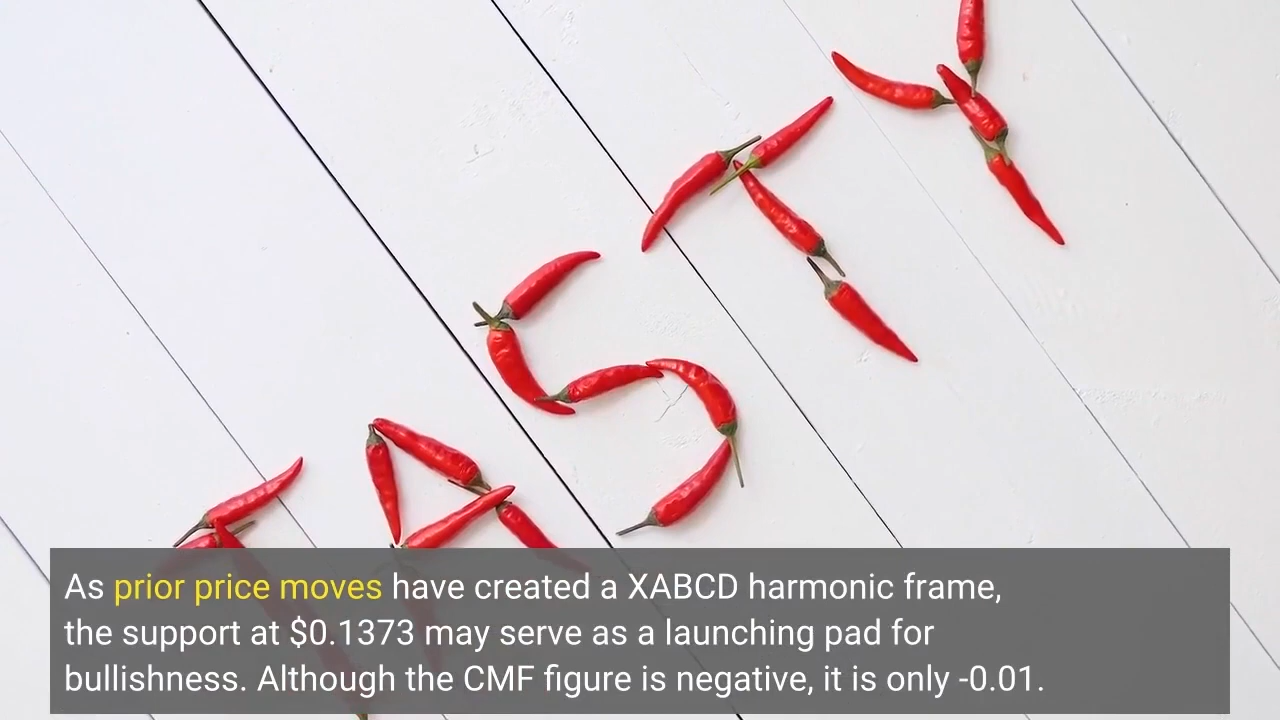 TASTY
As prior price moves have created a XABCD harmonic frame,
the support at $0.1373 may serve as a launching pad for
bullishness. Although the CMF figure is negative, it is only -0.01.